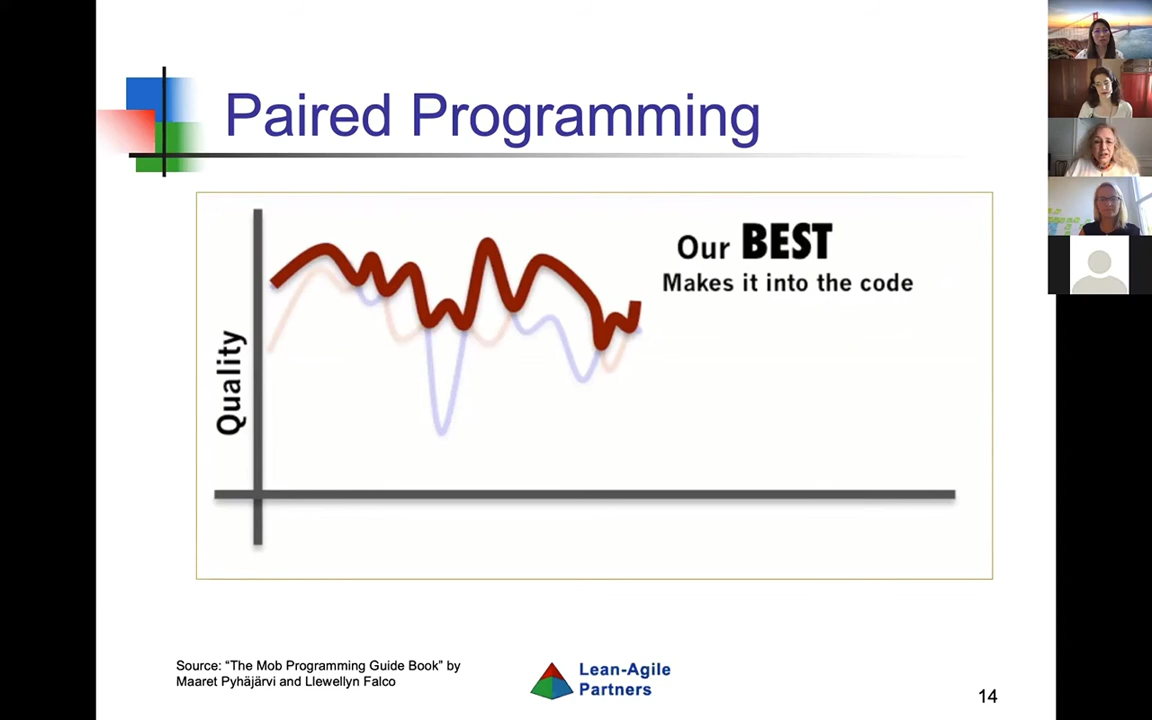 Paired Programming
Our BEST
Makes it into the code
Quality
Source: “The Mob Programming Guide Book” by
Maaret Pyhäjärvi and Llewellyn Falco
Lean-Agile
Partners
14